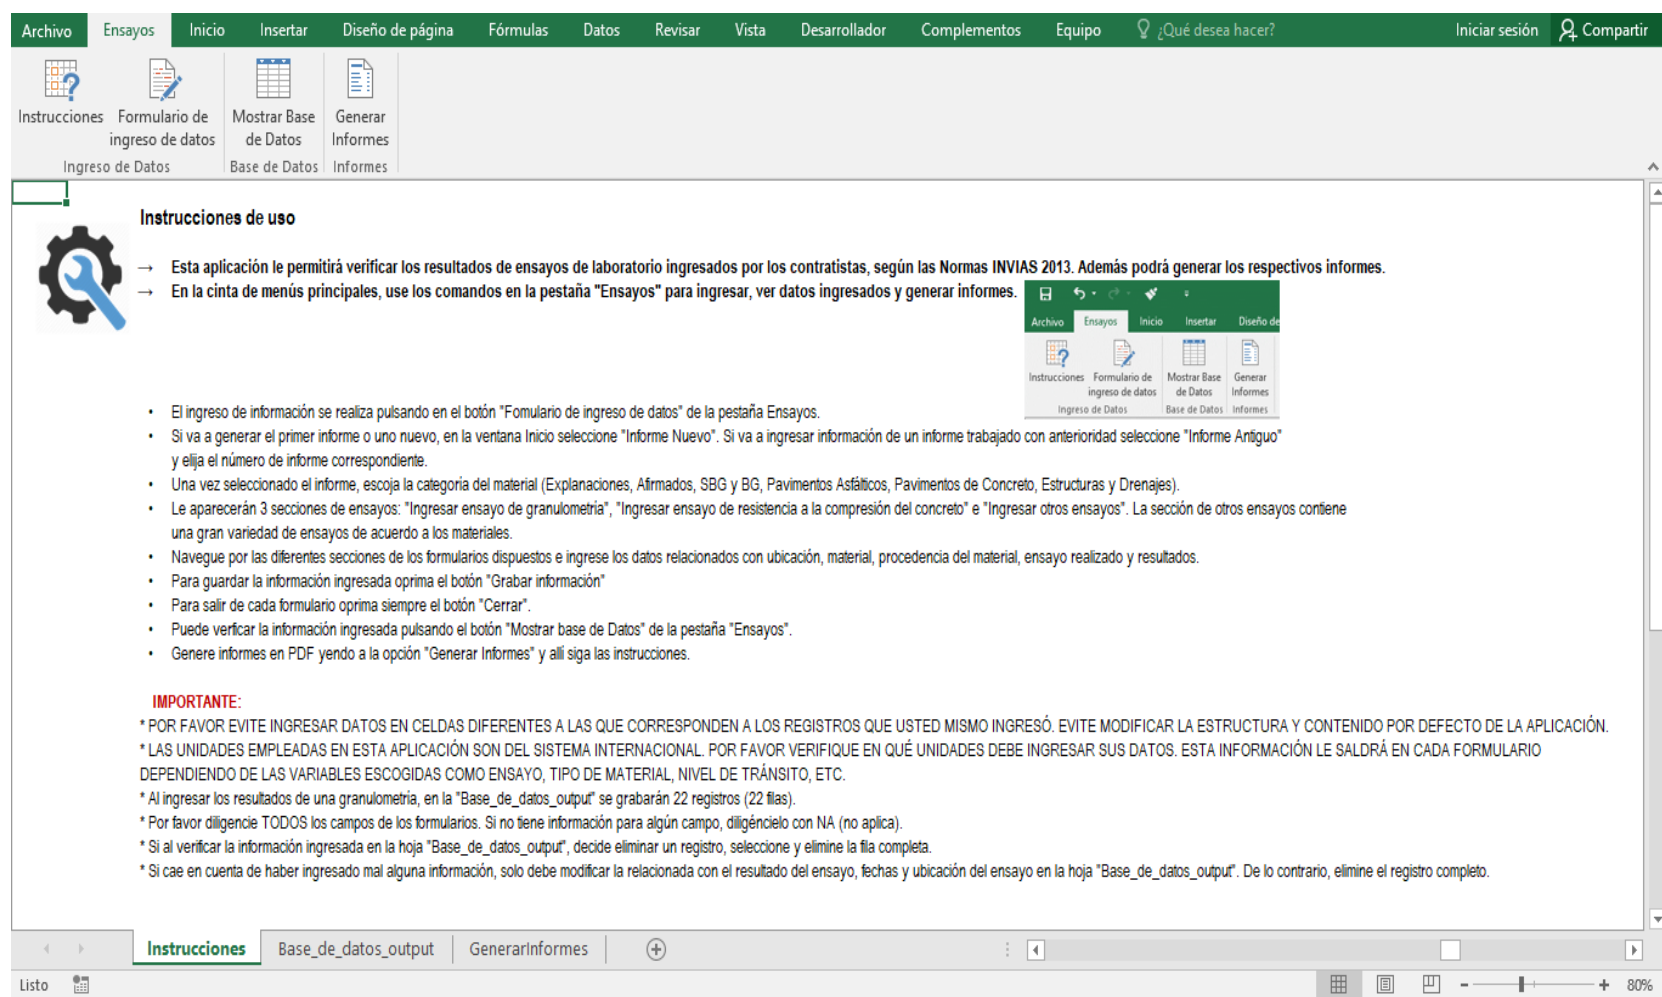 Archivo Ensayos Inicio Insertar Diseño de página Fórmulas Datos Revisar Vista Desarrollador Complementos Equipo ¿Qué desea hacer? Iniciar sesión Compartir
Instrucciones Formulario de ingreso de datos Mostrar Base de Datos Generar Informes
Ingreso de Datos Base de Datos Informes
Instrucciones de uso
→ Esta aplicación le permitirá verificar los resultados de ensayos de laboratorio ingresados por los contratistas, según las Normas INVIAS 2013. Además podrá generar los respectivos informes.
→ En la cinta de menús principales, use los comandos en la pestaña "Ensayos" para ingresar, ver datos ingresados y generar informes.
Archivo Ensayos Inicio Insertar Diseño de
Instrucciones Formulario de ingreso de datos Mostrar Base de Datos Generar Informes
Ingreso de Datos Base de Datos Informes
• El ingreso de información se realiza pulsando en el botón "Fomulario de ingreso de datos" de la pestaña Ensayos.
• Si va a generar el primer informe o uno nuevo, en la ventana Inicio seleccione "Informe Nuevo". Si va a ingresar información de un informe trabajado con anterioridad seleccione "Informe Antiguo"
y elija el número de informe correspondiente.
• Una vez seleccionado el informe, escoja la categoría del material (Explanaciones, Afirmados, SBG y BG, Pavimentos Asfálticos, Pavimentos de Concreto, Estructuras y Drenajes).
• Le aparecerán 3 secciones de ensayos: "Ingresar ensayo de granulometría", "Ingresar ensayo de resistencia a la compresión del concreto" e "Ingresar otros ensayos". La sección de otros ensayos contiene
una gran variedad de ensayos de acuerdo a los materiales.
• Navegue por las diferentes secciones de los formularios dispuestos e ingrese los datos relacionados con ubicación, material, procedencia del material, ensayo realizado y resultados.
• Para guardar la información ingresada oprima el botón "Grabar información"
• Para salir de cada formulario oprima siempre el botón "Cerrar".
• Puede verficar la información ingresada pulsando el botón "Mostrar base de Datos" de la pestaña "Ensayos".
• Genere informes en PDF yendo a la opción "Generar Informes" y allí siga las instrucciones.
IMPORTANTE:
* POR FAVOR EVITE INGRESAR DATOS EN CELDAS DIFERENTES A LAS QUE CORRESPONDEN A LOS REGISTROS QUE USTED MISMO INGRESÓ. EVITE MODIFICAR LA ESTRUCTURA Y CONTENIDO POR DEFECTO DE LA APLICACIÓN.
* LAS UNIDADES EMPLEADAS EN ESTA APLICACIÓN SON DEL SISTEMA INTERNACIONAL. POR FAVOR VERIFIQUE EN QUÉ UNIDADES DEBE INGRESAR SUS DATOS. ESTA INFORMACIÓN LE SALDRÁ EN CADA FORMULARIO
DEPENDIENDO DE LAS VARIABLES ESCOGIDAS COMO ENSAYO, TIPO DE MATERIAL, NIVEL DE TRÁNSITO, ETC.
* Al ingresar los resultados de una granulometría, en la "Base_de_datos_output" se grabarán 22 registros (22 filas).
* Por favor diligencie TODOS los campos de los formularios. Si no tiene información para algún campo, diligéncielo con NA (no aplica).
* Si al verificar la información ingresada en la hoja "Base_de_datos_output", decide eliminar un registro, seleccione y elimine la fila completa.
* Si cae en cuenta de haber ingresado mal alguna información, solo debe modificar la relacionada con el resultado del ensayo, fechas y ubicación del ensayo en la hoja "Base_de_datos_output". De lo contrario, elimine el registro completo.
Instrucciones Base_de_datos_output GenerarInformes
Listo 80%